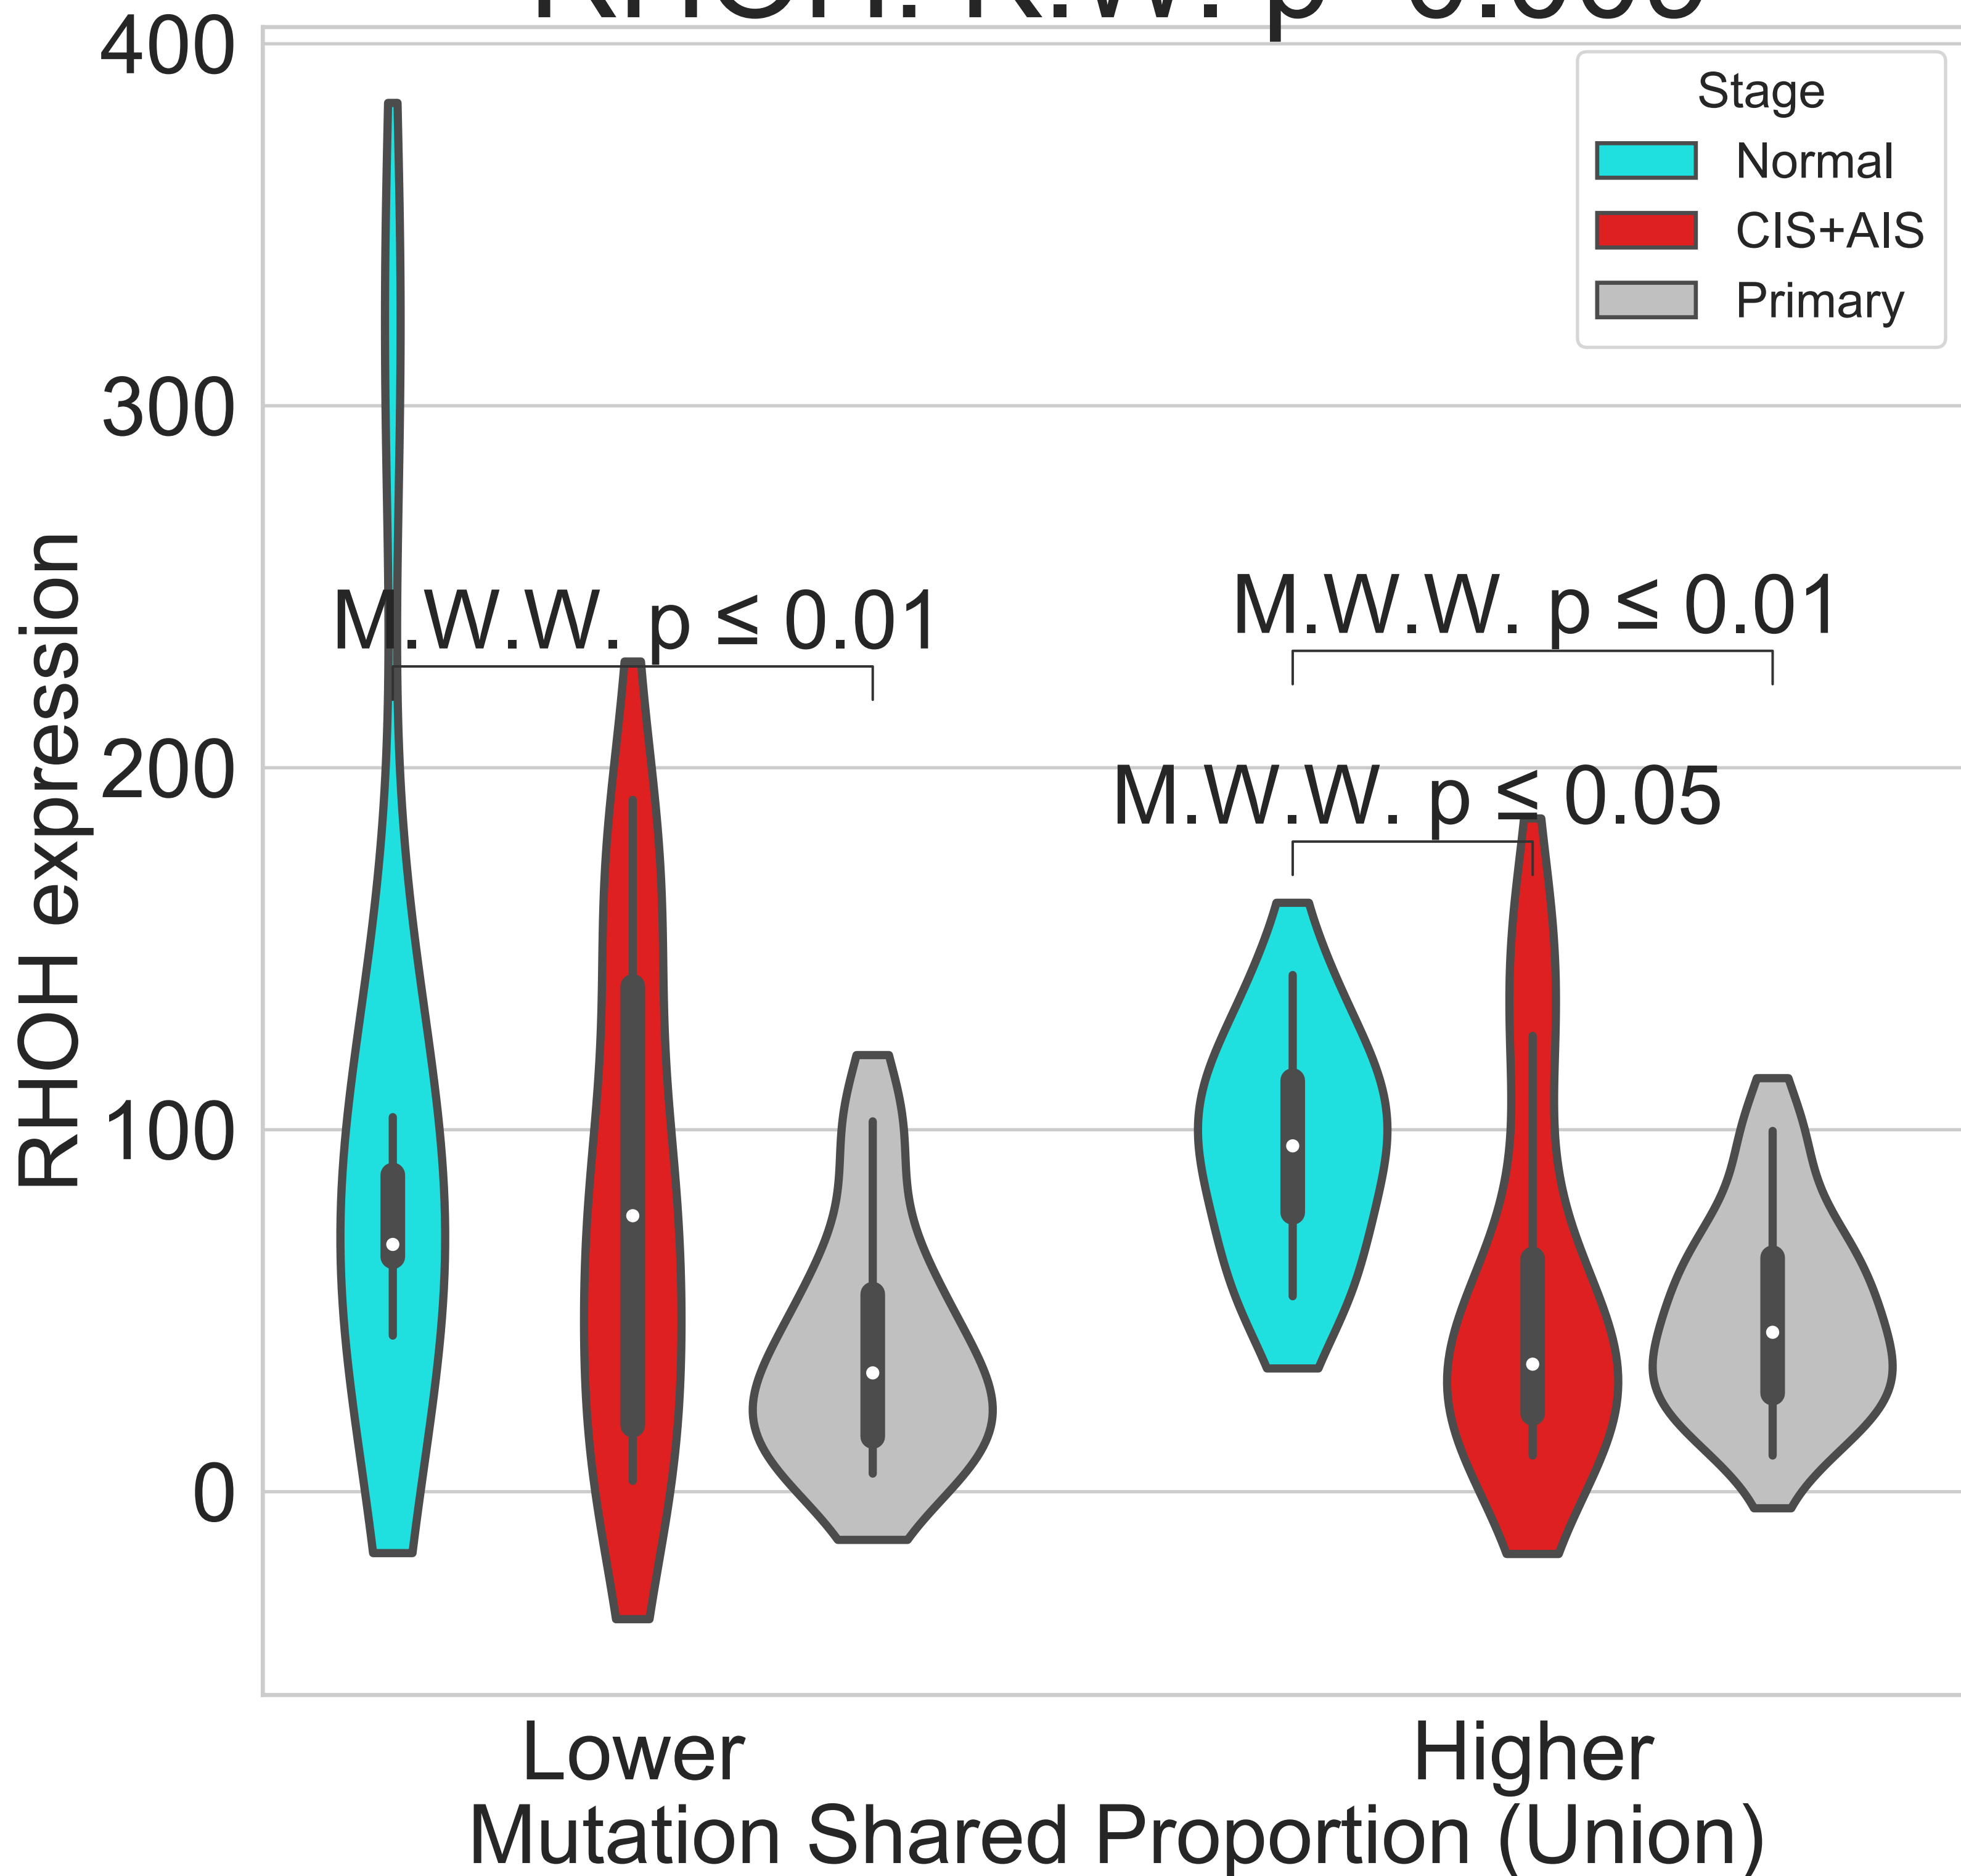 400
Stage
Normal
CIS+AIS
Primary
300
M.W.W. p ≤ 0.01
M.W.W. p ≤ 0.01
200
M.W.W. p ≤ 0.05
RHOH expression
100
0
Lower
Higher
Mutation Shared Proportion (Union)